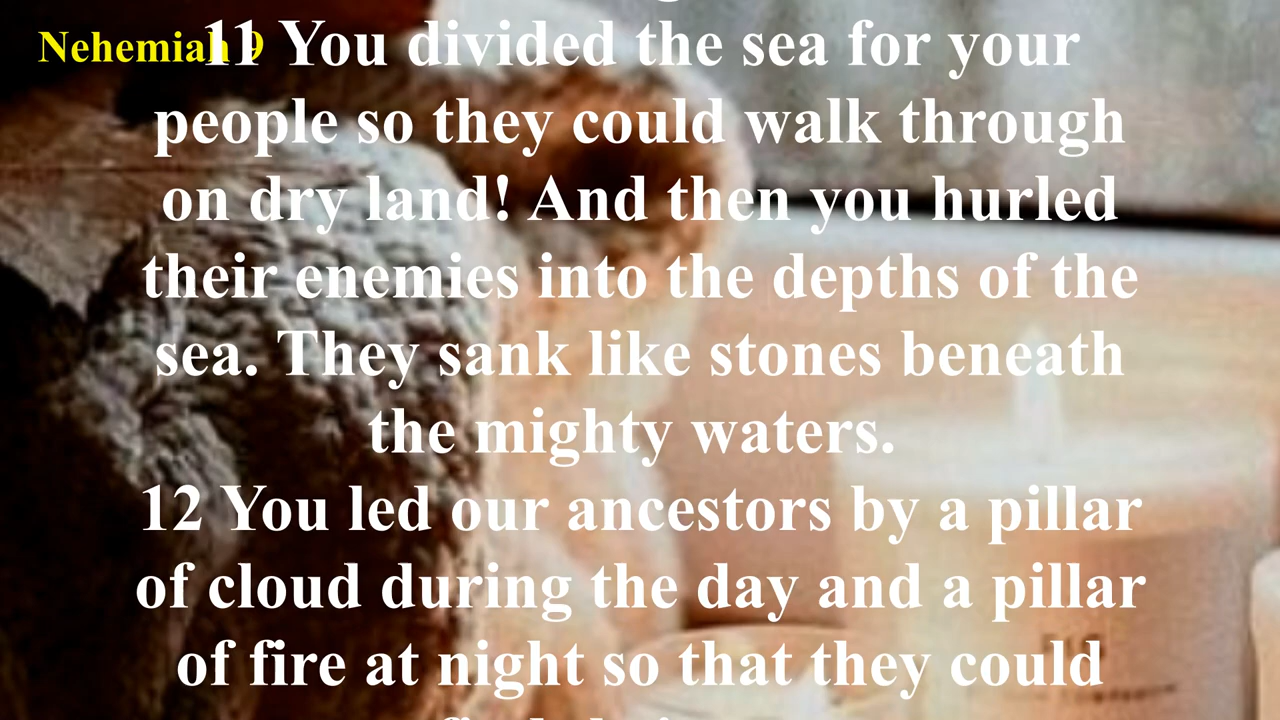 Nehemiah 9
11 You divided the sea for your
people so they could walk through
on dry land! And then you hurled
their enemies into the depths of the
sea. They sank like stones beneath
the mighty waters.
12 You led our ancestors by a pillar
of cloud during the day and a pillar
of fire at night so that they could